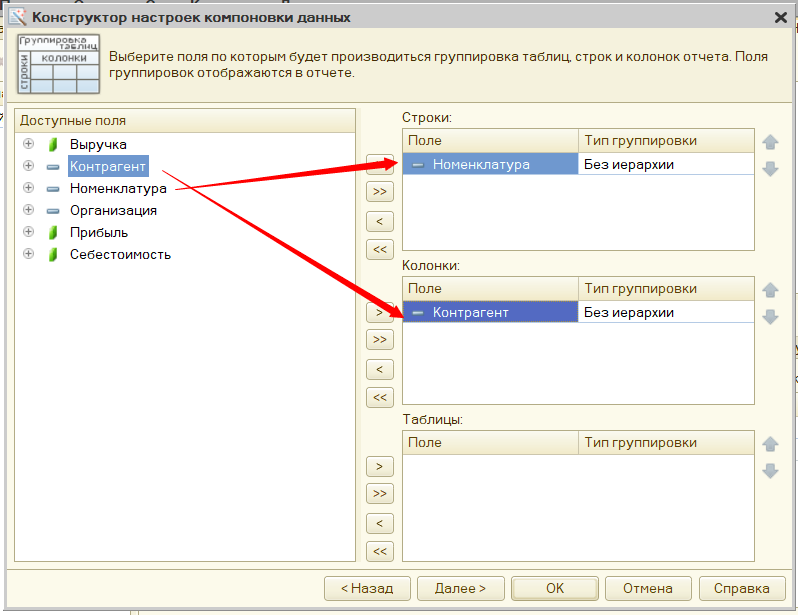 Конструктор настроек компоновки данных
Группировка
таблиц
колонки
строки
Выберите поля по которым будет производиться группировка таблиц, строк и колонок отчета. Поля
группировок отображаются в отчете.
Доступные поля
Выручка
Контрагент
Номенклатура
Организация
Прибыль
Себестоимость
Строки:
Поле Тип группировки
Номенклатура Без иерархии
>>
<
<<
Колонки:
Поле Тип группировки
Контрагент Без иерархии
>
>>
<
<<
Таблицы:
Поле Тип группировки
>
>>
<
<<
< Назад Далее > OK Отмена Справка